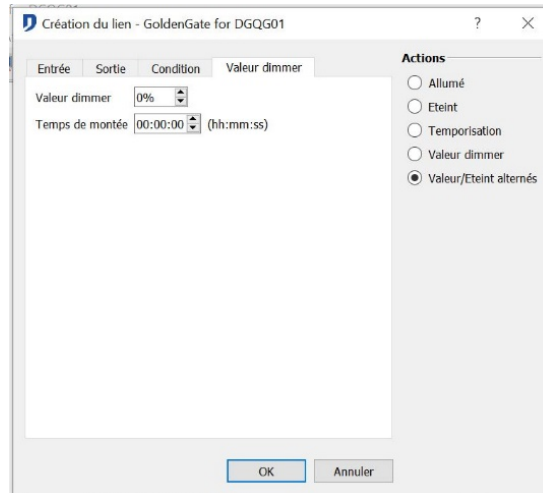 Création du lien - GoldenGate for DGQG01 ?
Entrée Sortie Condition Valeur dimmer
Valeur dimmer 0%
Temps de montée 00:00:00 (hh:mm:ss)
Actions
Allumé
Eteint
Temporisation
Valeur dimmer
Valeur/Eteint alternés
OK Annuler